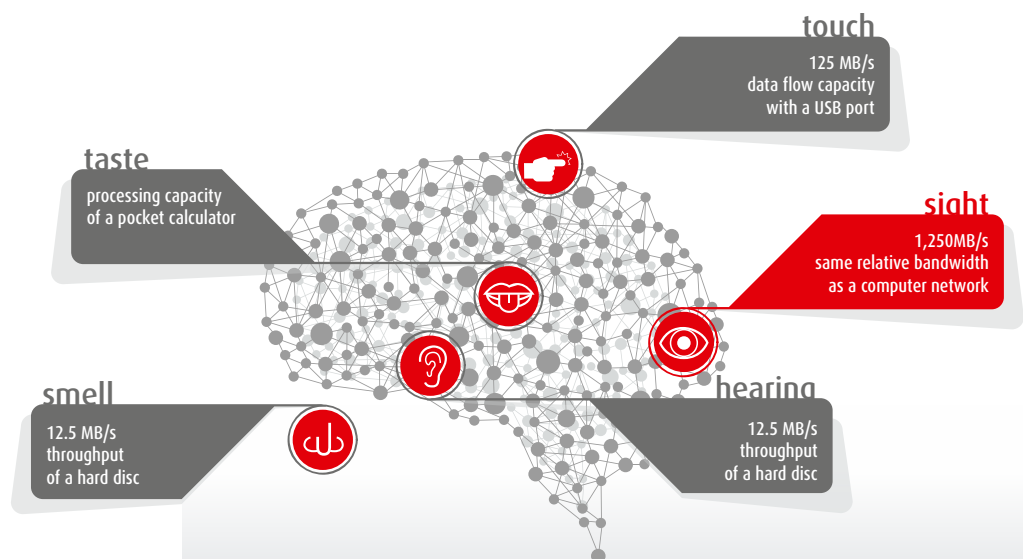 touch
125 MB/s
data flow capacity
with a USB port
taste
processing capacity
of a pocket calculator
sight
1,250MB/s
same relative bandwidth
as a computer network
smell
12.5 MB/s
throughput
of a hard disc
hearing
12.5 MB/s
throughput
of a hard disc